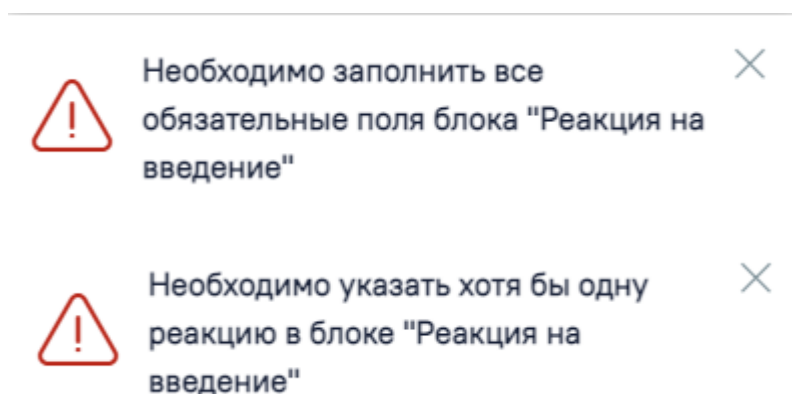 Необходимо заполнить все
обязательные поля блока "Реакция на
введение"
Необходимо указать хотя бы одну
реакцию в блоке "Реакция на
введение"